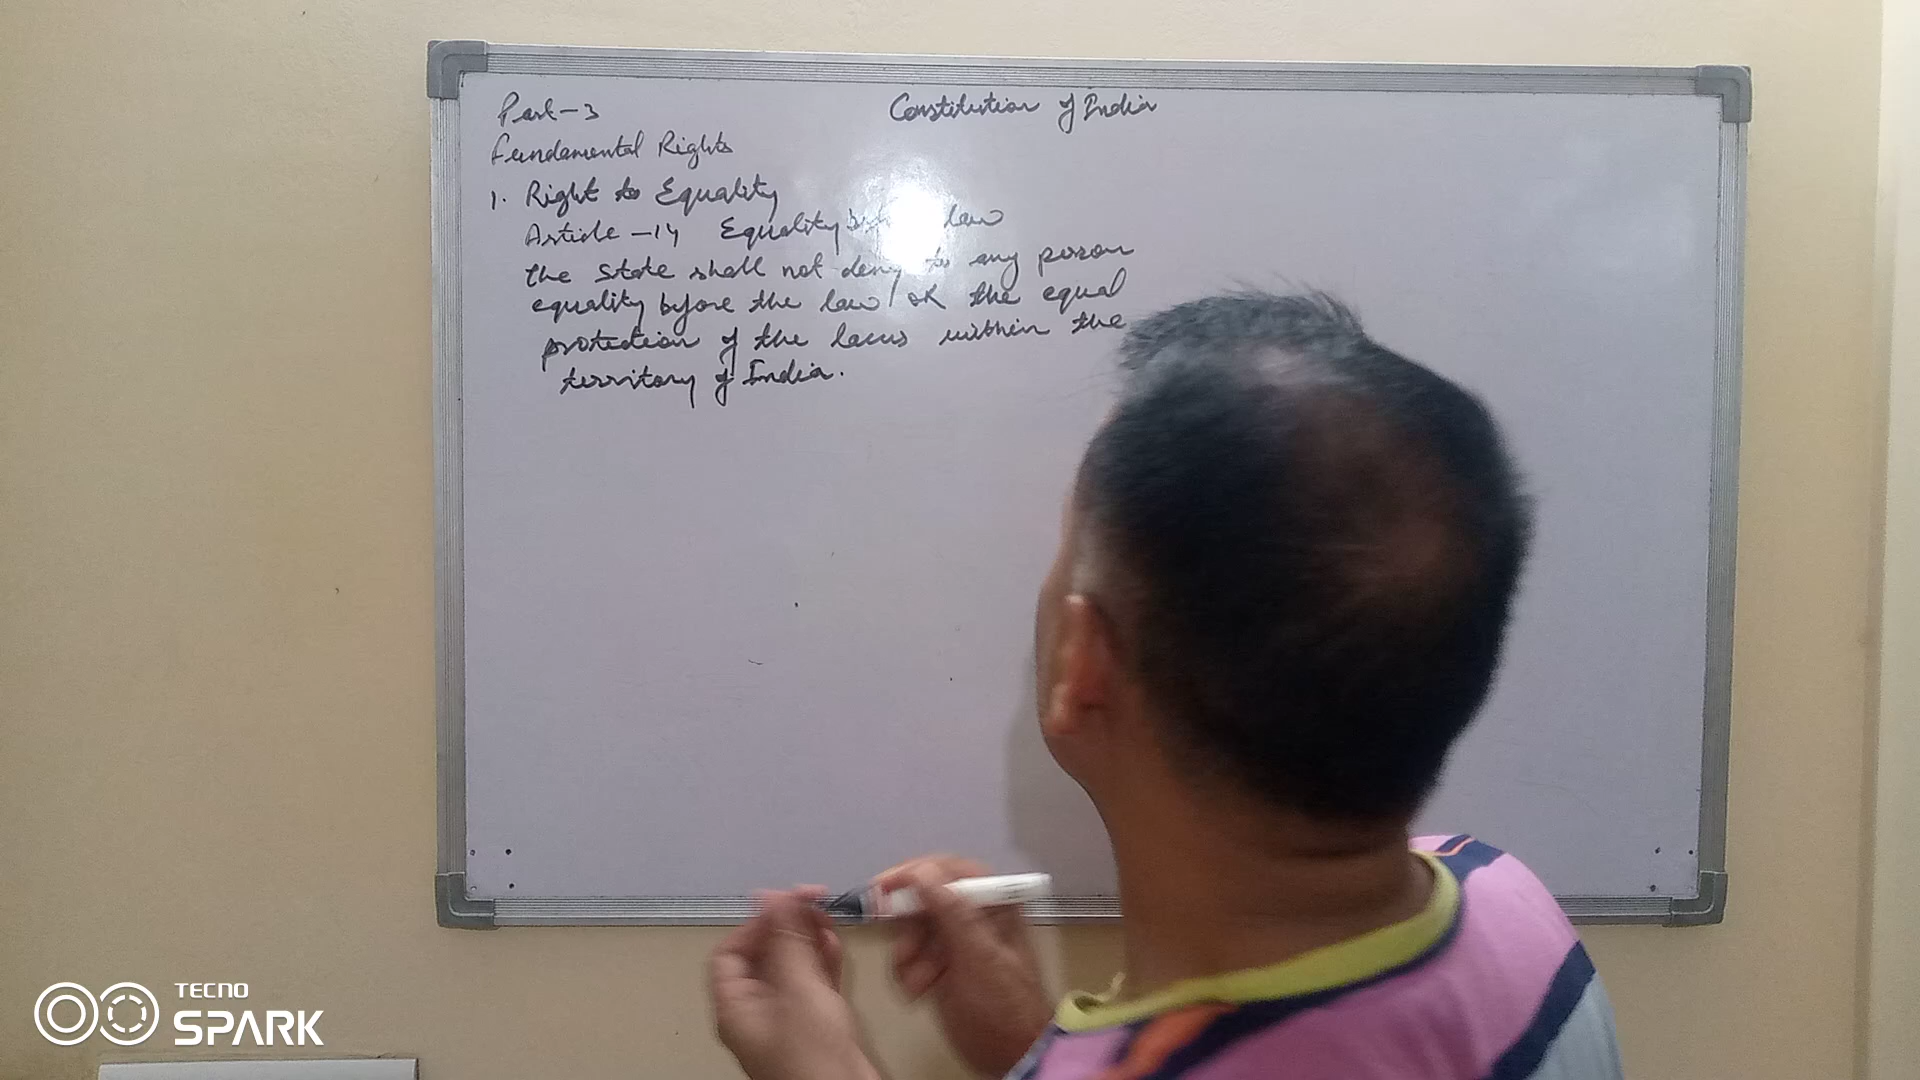 Constitution of India
Part-3
Fundamental Rights
1. Right to Equality
Article-14 Equality before law
the state shall not deny to any person
equality before the law / or the equal
protection of the laws within the
territory of India.
TECNO
SPARK